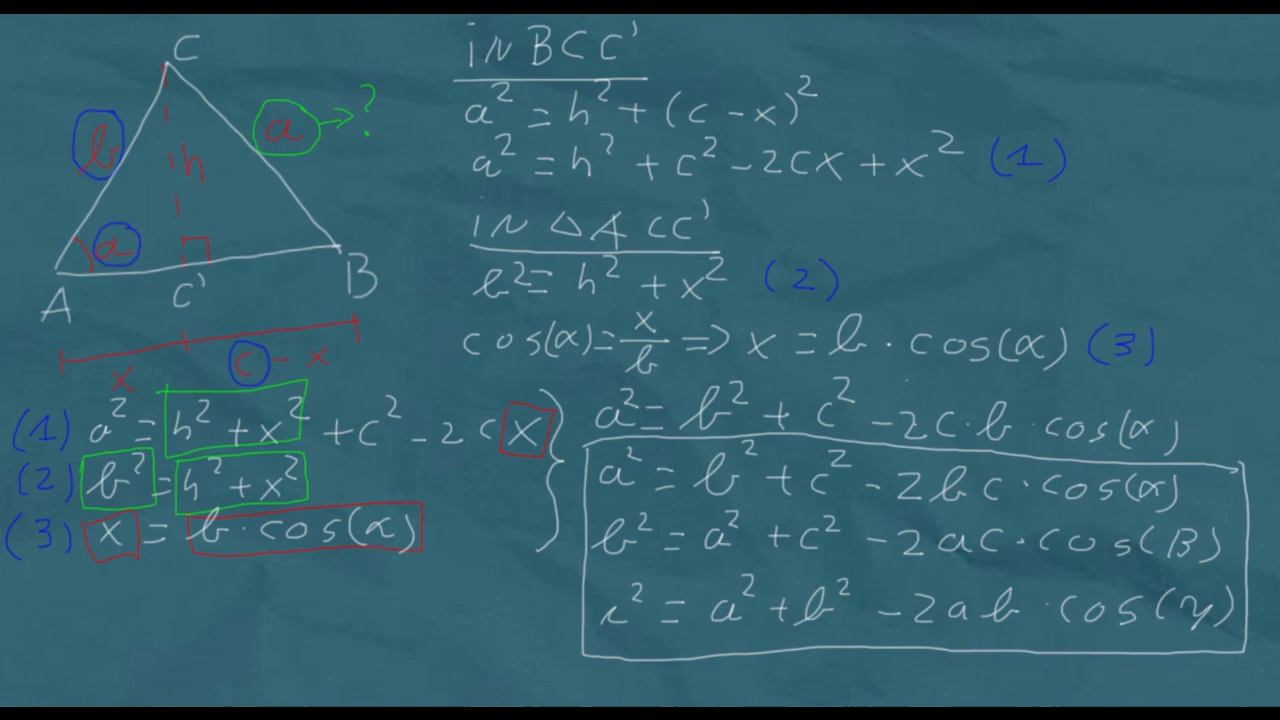 C
b
h
a → ?
α
A
C'
B
x
c - x
in BCC'
a² = h² + (c - x)²
a² = h² + c² - 2cx + x² (1)
in △ACC'
b² = h² + x² (2)
cos(α) = x/b => x = b · cos(α) (3)
(1) a² = h² + x² + c² - 2cx
(2) b² = h² + x²
(3) x = b · cos(α)
a² = b² + c² - 2c · b · cos(α)
a² = b² + c² - 2bc · cos(α)
b² = a² + c² - 2ac · cos(β)
c² = a² + b² - 2ab · cos(γ)